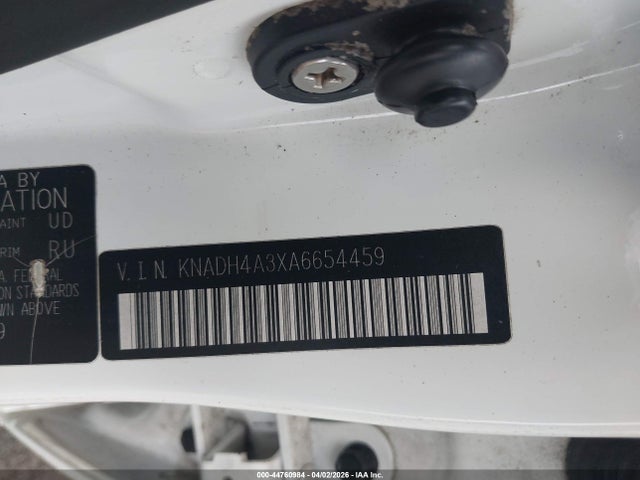 A BY
ATION
AINT UD
RIM RU
A FEDERAL
ON STANDARDS
WN ABOVE
9
V.I.N. KNADH4A3XA6654459
000-44760984 04/02/2026 - IAA Inc.